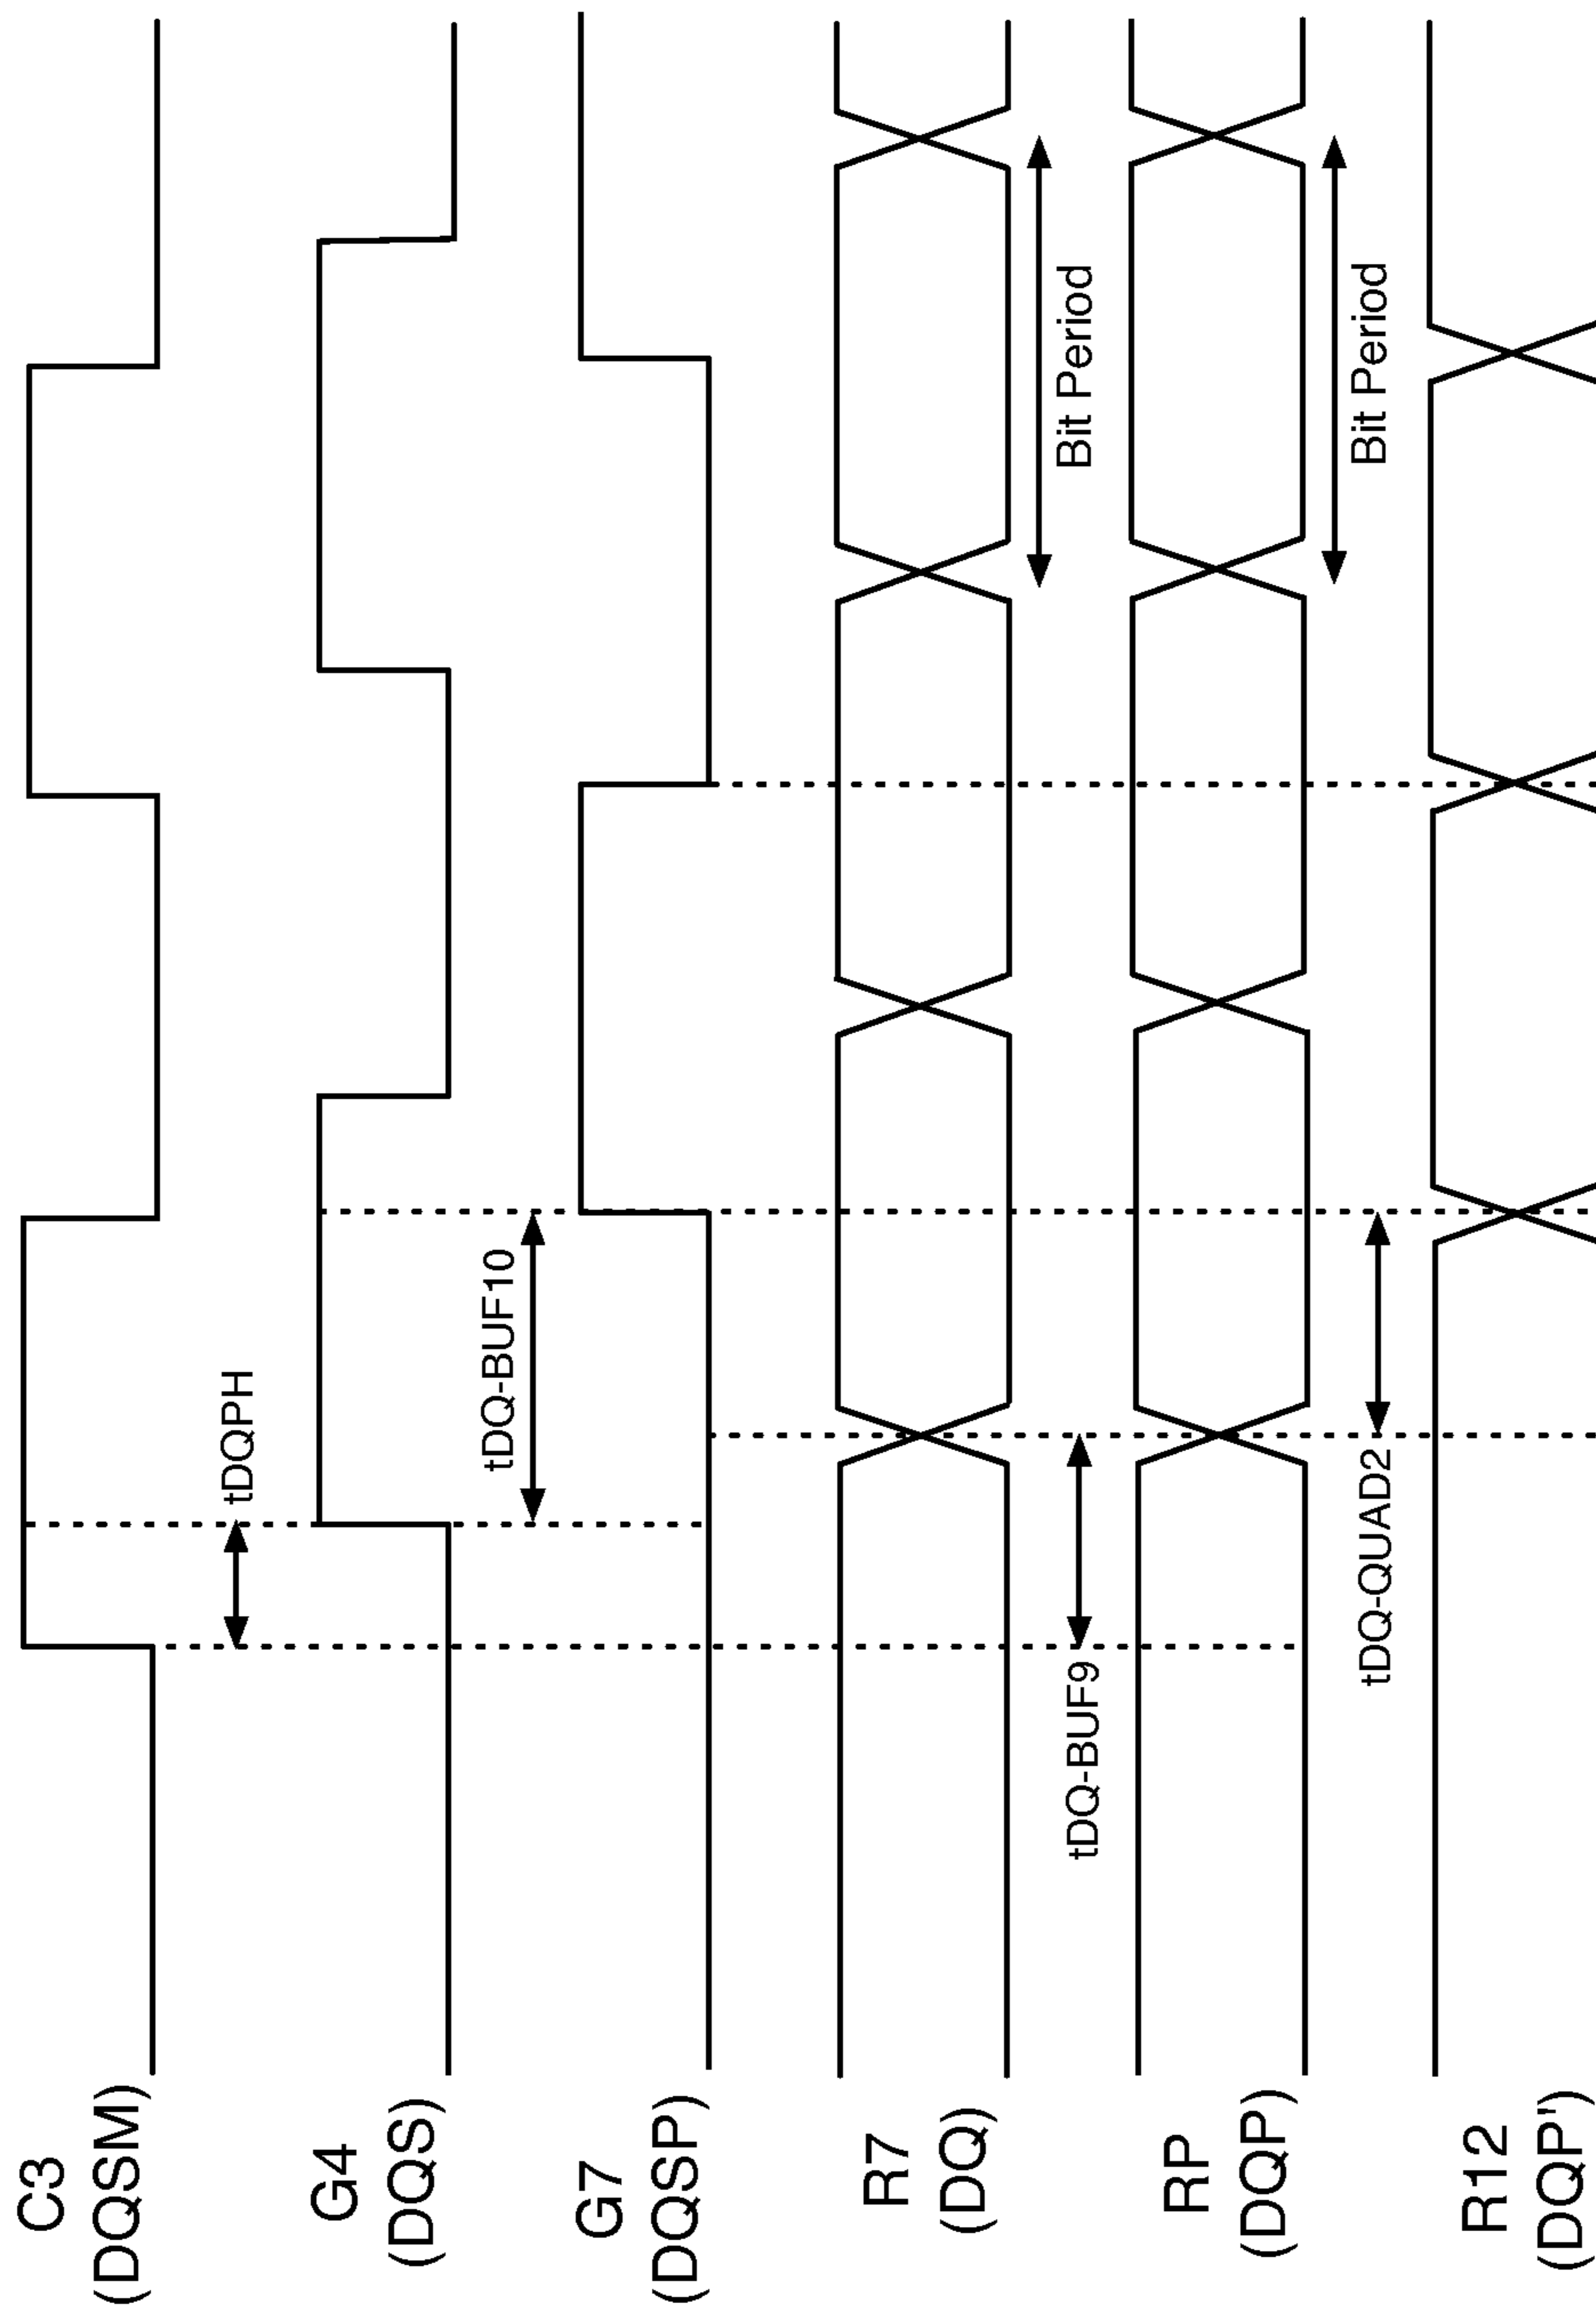 C3
(DQSM)
tDQPH
G4
(DQS)
tDQ-BUF10
G7
(DQSP)
R7
(DQ)
Bit Period
tDQ-BUF9
RP
(DQP)
Bit Period
tDQ-QUAD2
R12
(DQP')